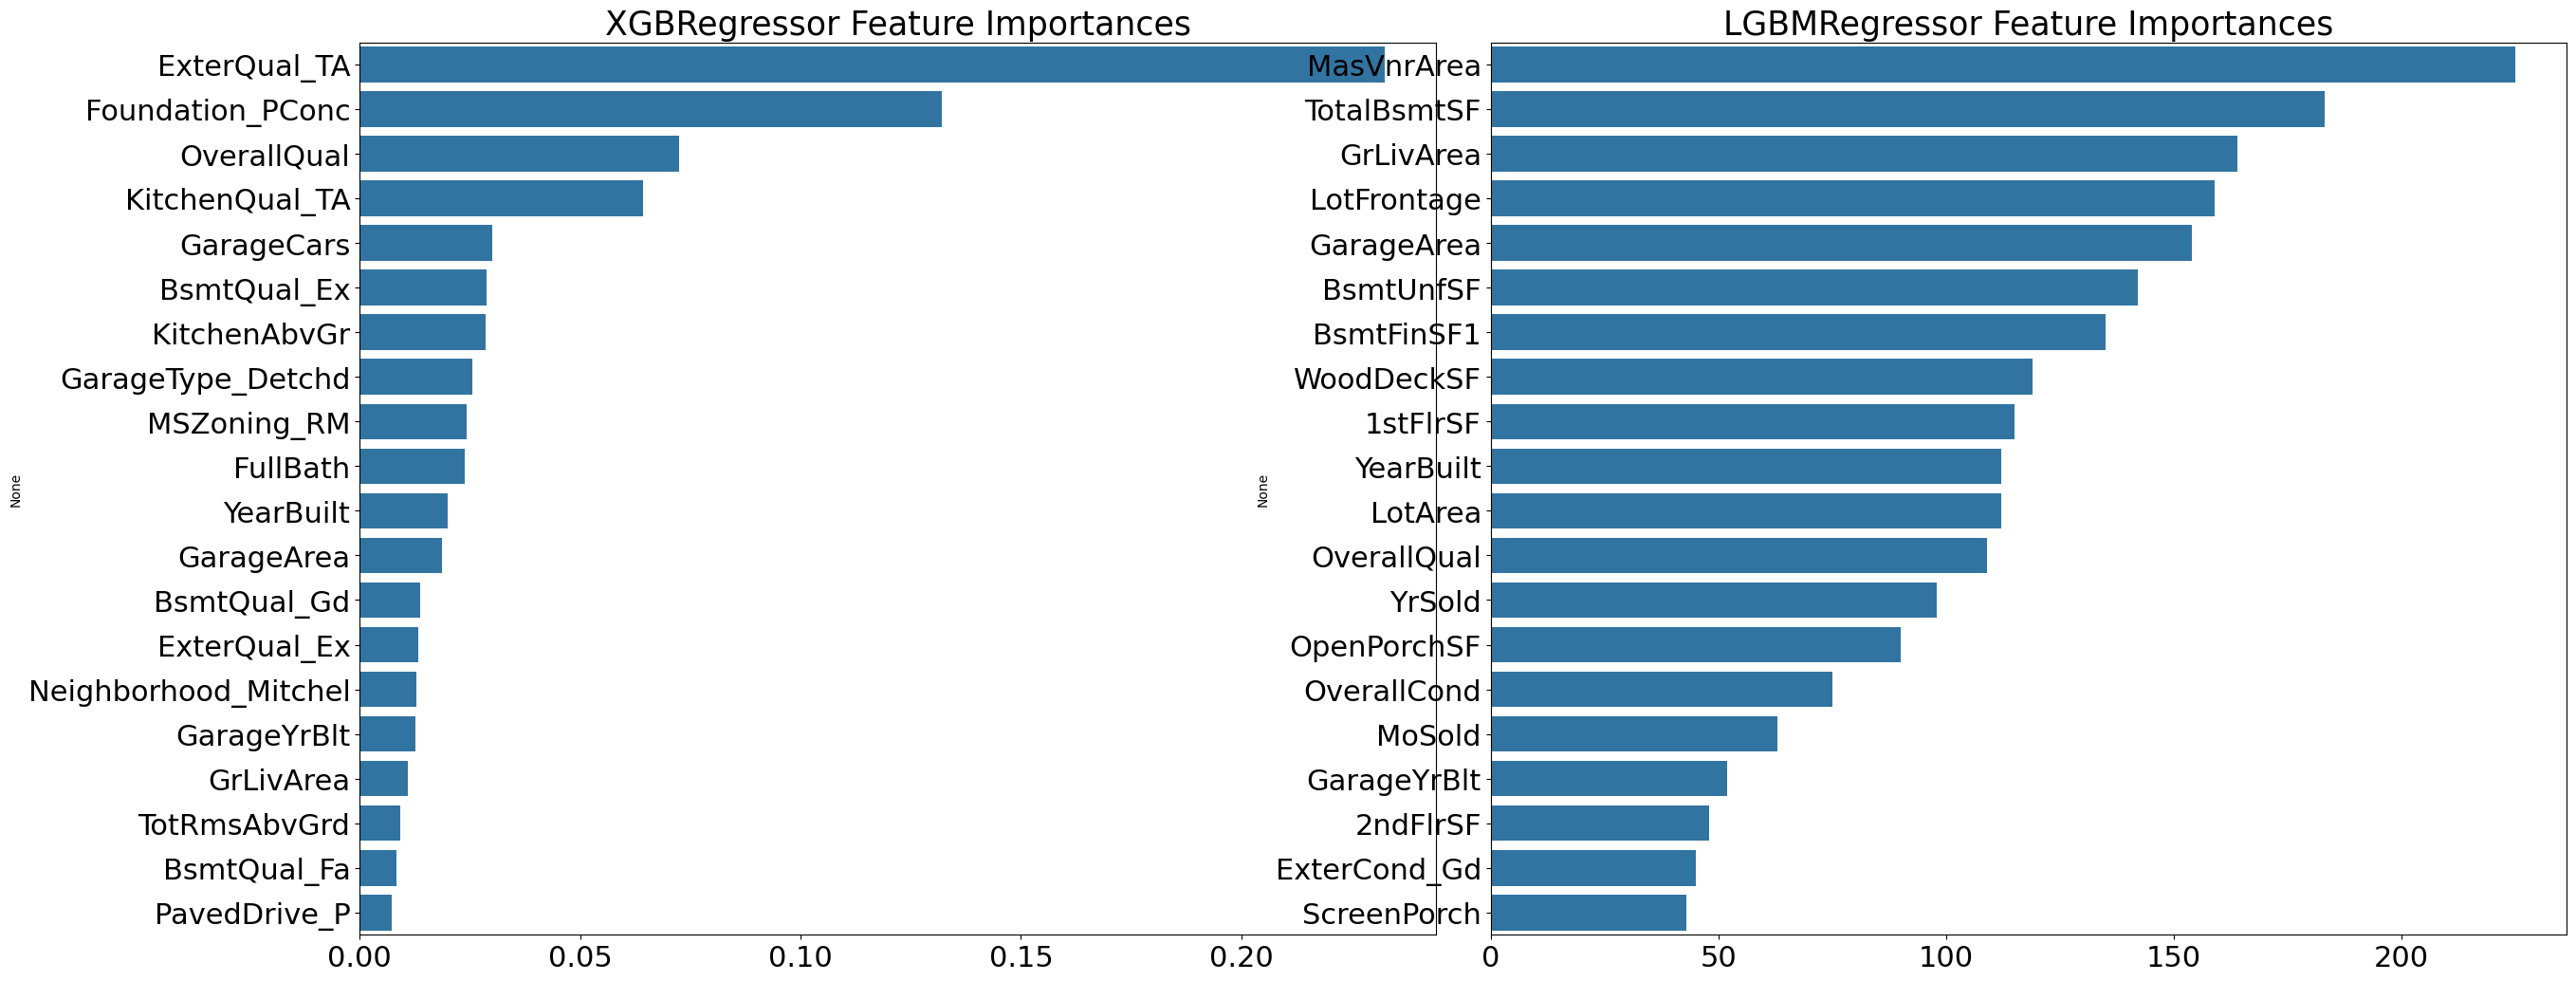 XGBRegressor Feature Importances
ExterQual_TA
Foundation_PConc
OverallQual
KitchenQual_TA
GarageCars
BsmtQual_Ex
KitchenAbvGr
GarageType_Detchd
MSZoning_RM
FullBath
YearBuilt
GarageArea
BsmtQual_Gd
ExterQual_Ex
Neighborhood_Mitchel
GarageYrBlt
GrLivArea
TotRmsAbvGrd
BsmtQual_Fa
PavedDrive_P
None
0.00 0.05 0.10 0.15 0.20
LGBMRegressor Feature Importances
MasVnrArea
TotalBsmtSF
GrLivArea
LotFrontage
GarageArea
BsmtUnfSF
BsmtFinSF1
WoodDeckSF
1stFlrSF
YearBuilt
LotArea
OverallQual
YrSold
OpenPorchSF
OverallCond
MoSold
GarageYrBlt
2ndFlrSF
ExterCond_Gd
ScreenPorch
None
0 50 100 150 200